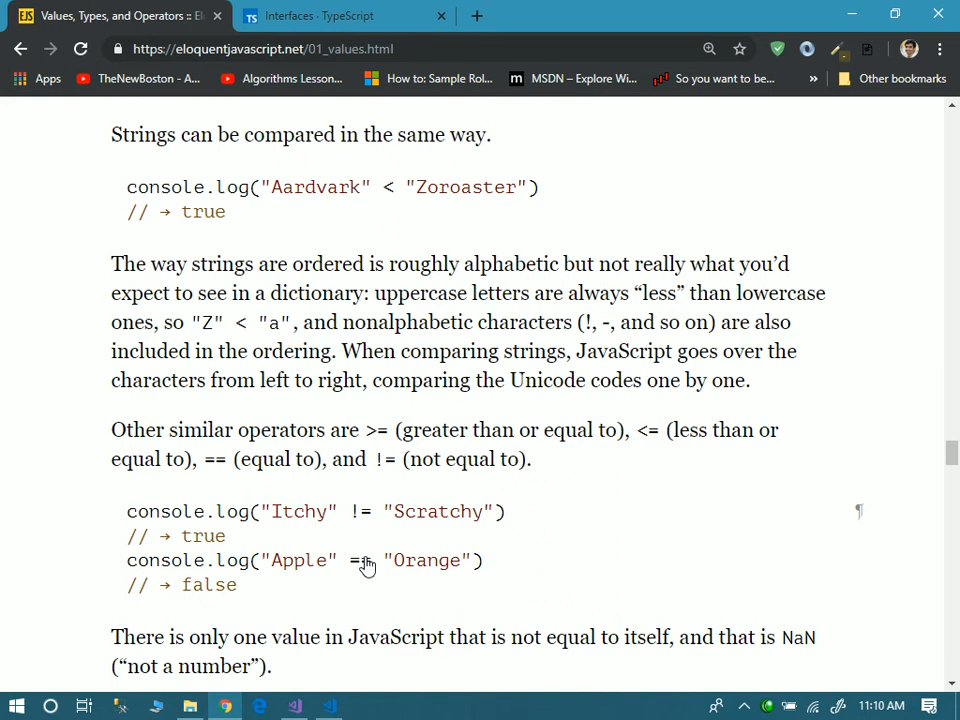 Values, Types, and Operators :: El
Interfaces · TypeScript
https://eloquentjavascript.net/01_values.html
Apps
TheNewBoston - A...
Algorithms Lesson...
How to: Sample Rol...
MSDN – Explore Wi...
So you want to be...
»
Other bookmarks
Strings can be compared in the same way.
console.log("Aardvark" < "Zoroaster")
// → true
The way strings are ordered is roughly alphabetic but not really what you’d
expect to see in a dictionary: uppercase letters are always “less” than lowercase
ones, so "Z" < "a", and nonalphabetic characters (!, -, and so on) are also
included in the ordering. When comparing strings, JavaScript goes over the
characters from left to right, comparing the Unicode codes one by one.
Other similar operators are >= (greater than or equal to), <= (less than or
equal to), == (equal to), and != (not equal to).
console.log("Itchy" != "Scratchy")
¶
// → true
console.log("Apple" == "Orange")
// → false
There is only one value in JavaScript that is not equal to itself, and that is NaN
(“not a number”).
11:10 AM